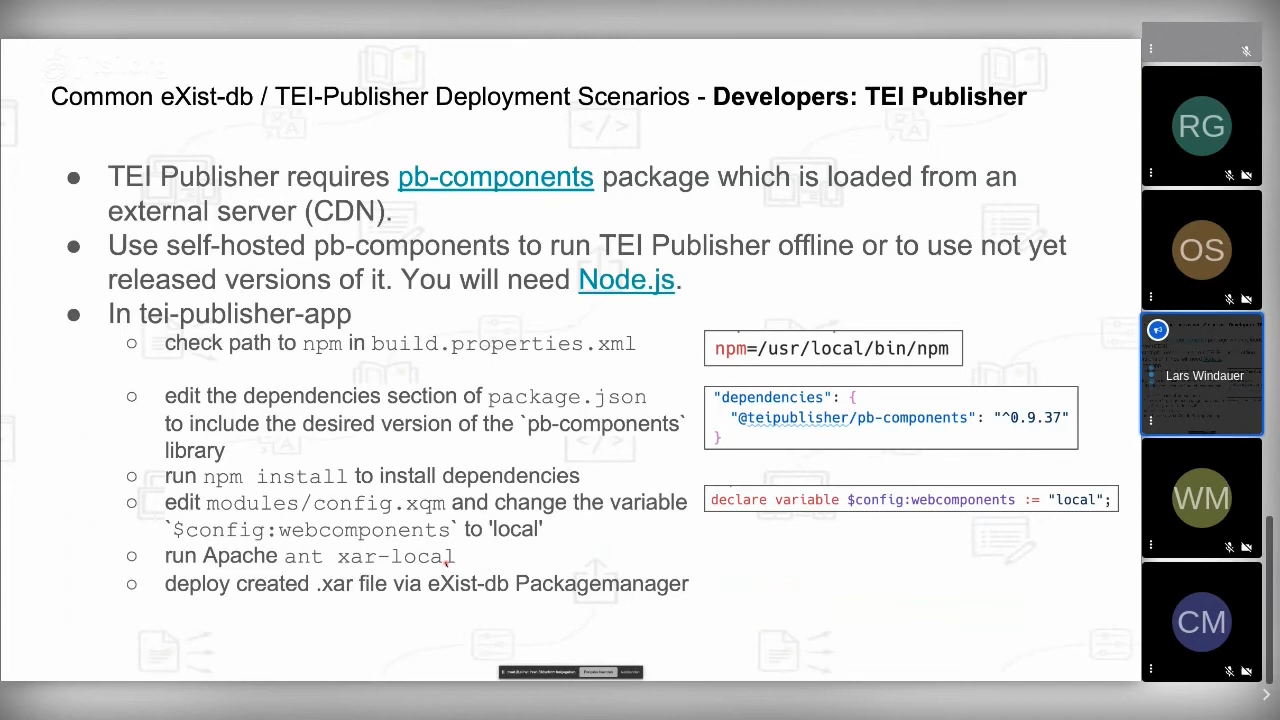 Common eXist-db / TEI-Publisher Deployment Scenarios - Developers: TEI Publisher
● TEI Publisher requires pb-components package which is loaded from an
external server (CDN).
● Use self-hosted pb-components to run TEI Publisher offline or to use not yet
released versions of it. You will need Node.js.
● In tei-publisher-app
○ check path to npm in build.properties.xml
npm=/usr/local/bin/npm
○ edit the dependencies section of package.json
to include the desired version of the `pb-components`
library
"dependencies": {
"@teipublisher/pb-components": "^0.9.37"
}
○ run npm install to install dependencies
○ edit modules/config.xqm and change the variable
`$config:webcomponents` to 'local'
declare variable $config:webcomponents := "local";
○ run Apache ant xar-local
○ deploy created .xar file via eXist-db Packagemanager
RG
OS
Lars Windauer
WM
CM